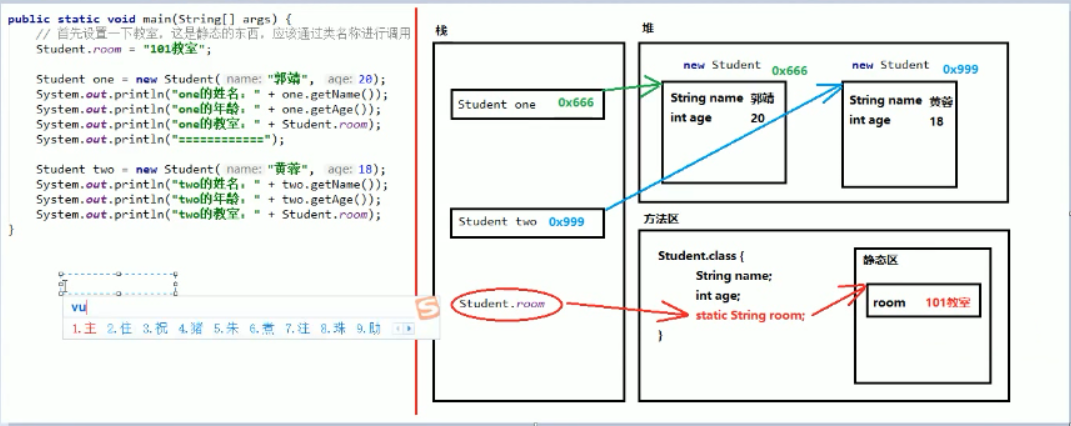 public static void main(String[] args) {
// 首先设置一下教室，这是静态的东西，应该通过类名称进行调用
Student.room = "101教室";
Student one = new Student( name: "郭靖", age: 20);
System.out.println("one的姓名：" + one.getName());
System.out.println("one的年龄：" + one.getAge());
System.out.println("one的教室：" + Student.room);
System.out.println("============");
Student two = new Student( name: "黄蓉", age: 18);
System.out.println("two的姓名：" + two.getName());
System.out.println("two的年龄：" + two.getAge());
System.out.println("two的教室：" + Student.room);
}
vu
1.主 2.住 3.祝 4.猪 5.朱 6.煮 7.注 8.珠 9.助
栈
Student one 0x666
Student two 0x999
Student.room
堆
new Student 0x666
String name 郭靖
int age 20
new Student 0x999
String name 黄蓉
int age 18
方法区
Student.class {
String name;
int age;
static String room;
}
静态区
room 101教室